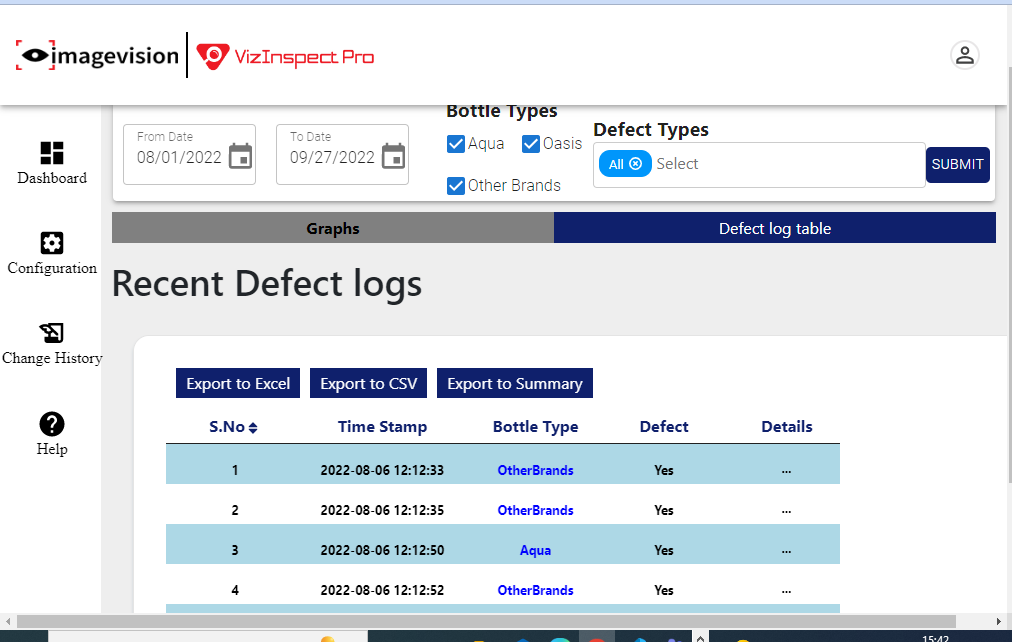 imagevision VizInspect Pro
Bottle Types
From Date
08/01/2022
To Date
09/27/2022
Aqua Oasis
Other Brands
Defect Types
All Select
SUBMIT
Dashboard
Configuration
Change History
Help
Graphs Defect log table
Recent Defect logs
Export to Excel Export to CSV Export to Summary
S.No Time Stamp Bottle Type Defect Details
1 2022-08-06 12:12:33 OtherBrands Yes ...
2 2022-08-06 12:12:35 OtherBrands Yes ...
3 2022-08-06 12:12:50 Aqua Yes ...
4 2022-08-06 12:12:52 OtherBrands Yes ...
15:42